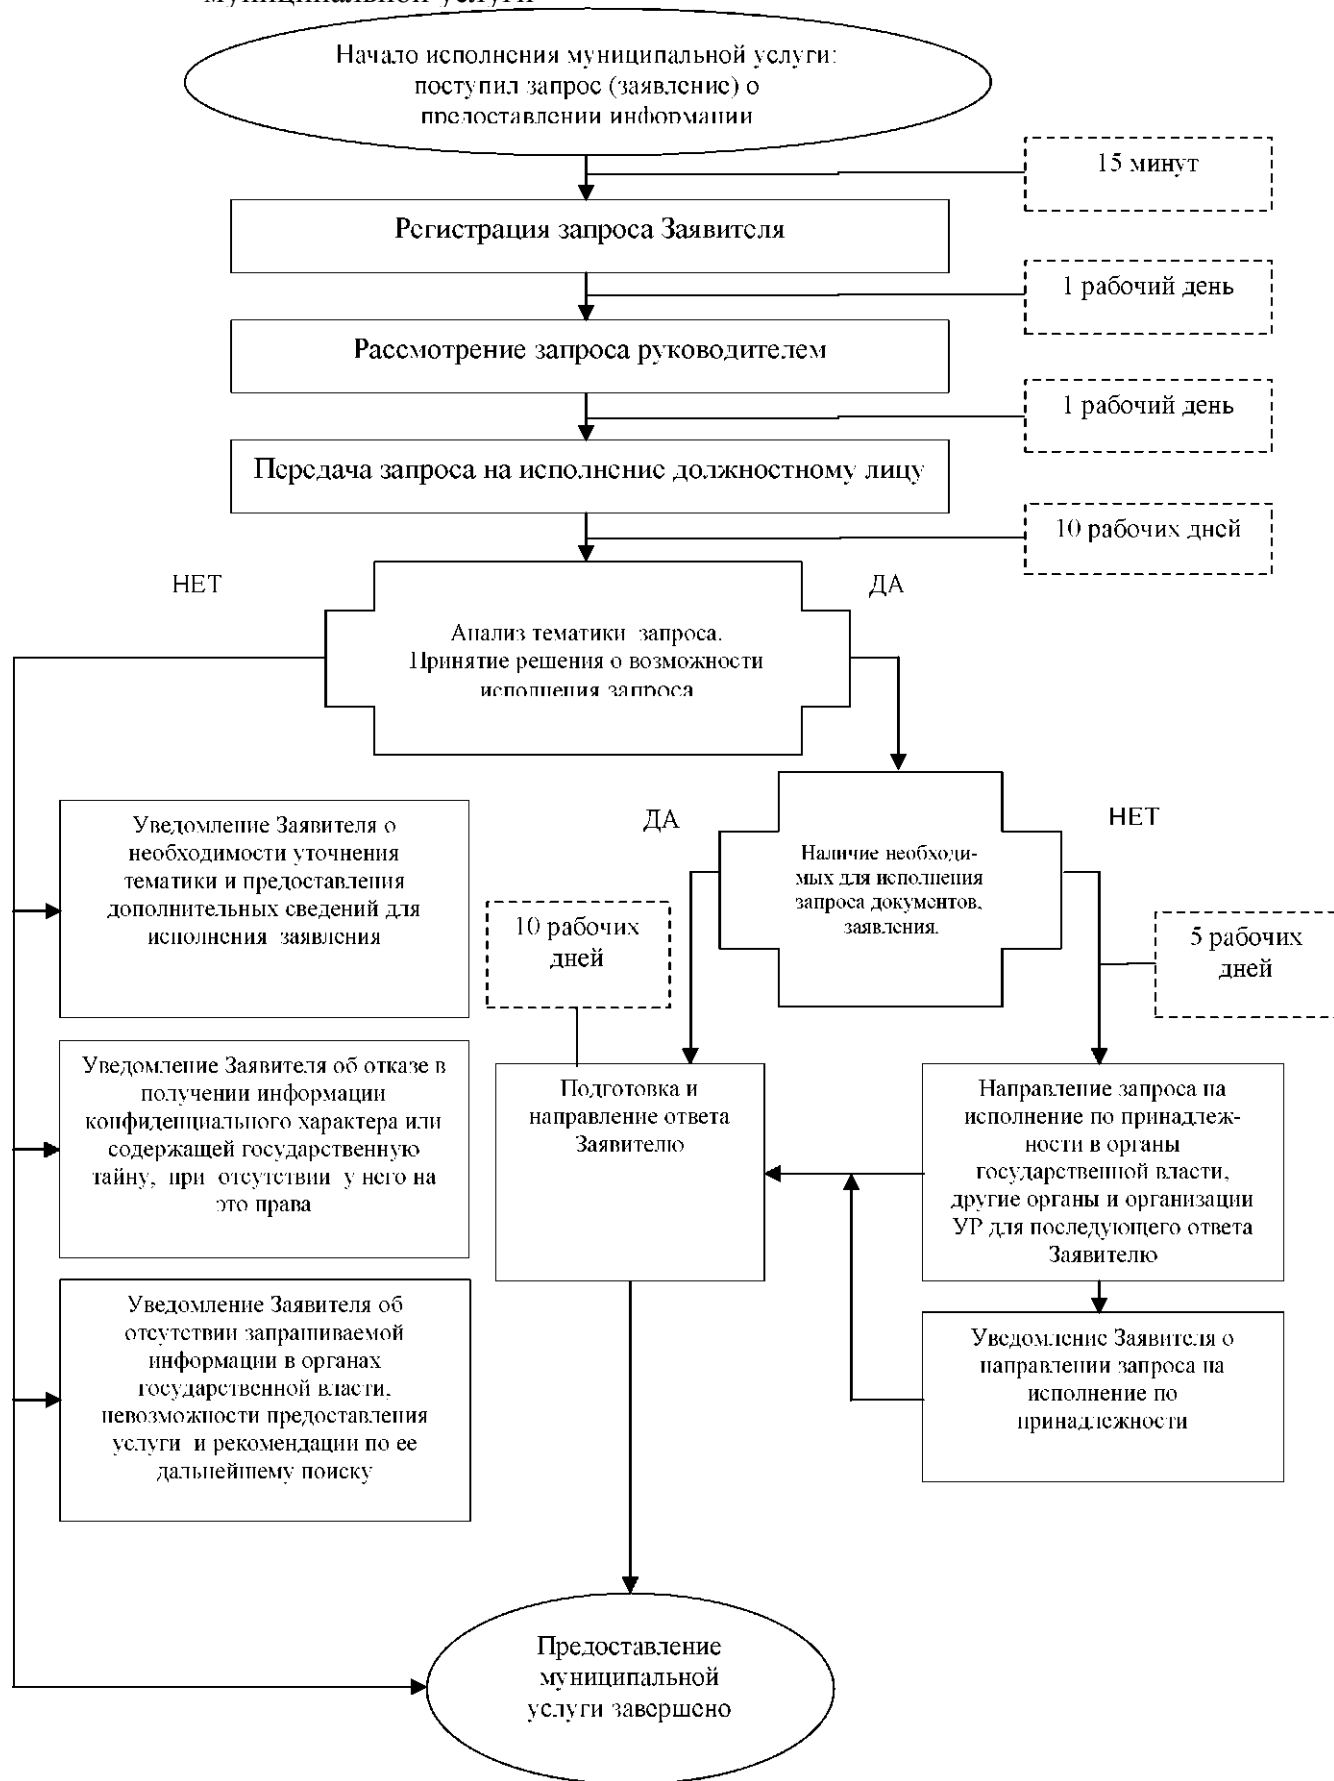 муниципальной услуги
Начало исполнения муниципальной услуги:
поступил запрос (заявление) о
предоставлении информации
15 минут
Регистрация запроса Заявителя
1 рабочий день
Рассмотрение запроса руководителем
1 рабочий день
Передача запроса на исполнение должностному лицу
10 рабочих дней
НЕТ
ДА
Анализ тематики запроса.
Принятие решения о возможности
исполнения запроса
ДА
НЕТ
Наличие необходи-
мых для исполнения
запроса документов,
заявления.
Уведомление Заявителя о
необходимости уточнения
тематики и предоставления
дополнительных сведений для
исполнения заявления
10 рабочих
дней
5 рабочих
дней
Уведомление Заявителя об отказе в
получении информации
конфиденциального характера или
содержащей государственную
тайну, при отсутствии у него на
это права
Подготовка и
направление ответа
Заявителю
Направление запроса на
исполнение по принадлеж-
ности в органы
государственной власти,
другие органы и организации
УР для последующего ответа
Заявителю
Уведомление Заявителя об
отсутствии запрашиваемой
информации в органах
государственной власти,
невозможности предоставления
услуги и рекомендации по ее
дальнейшему поиску
Уведомление Заявителя о
направлении запроса на
исполнение по
принадлежности
Предоставление
муниципальной
услуги завершено